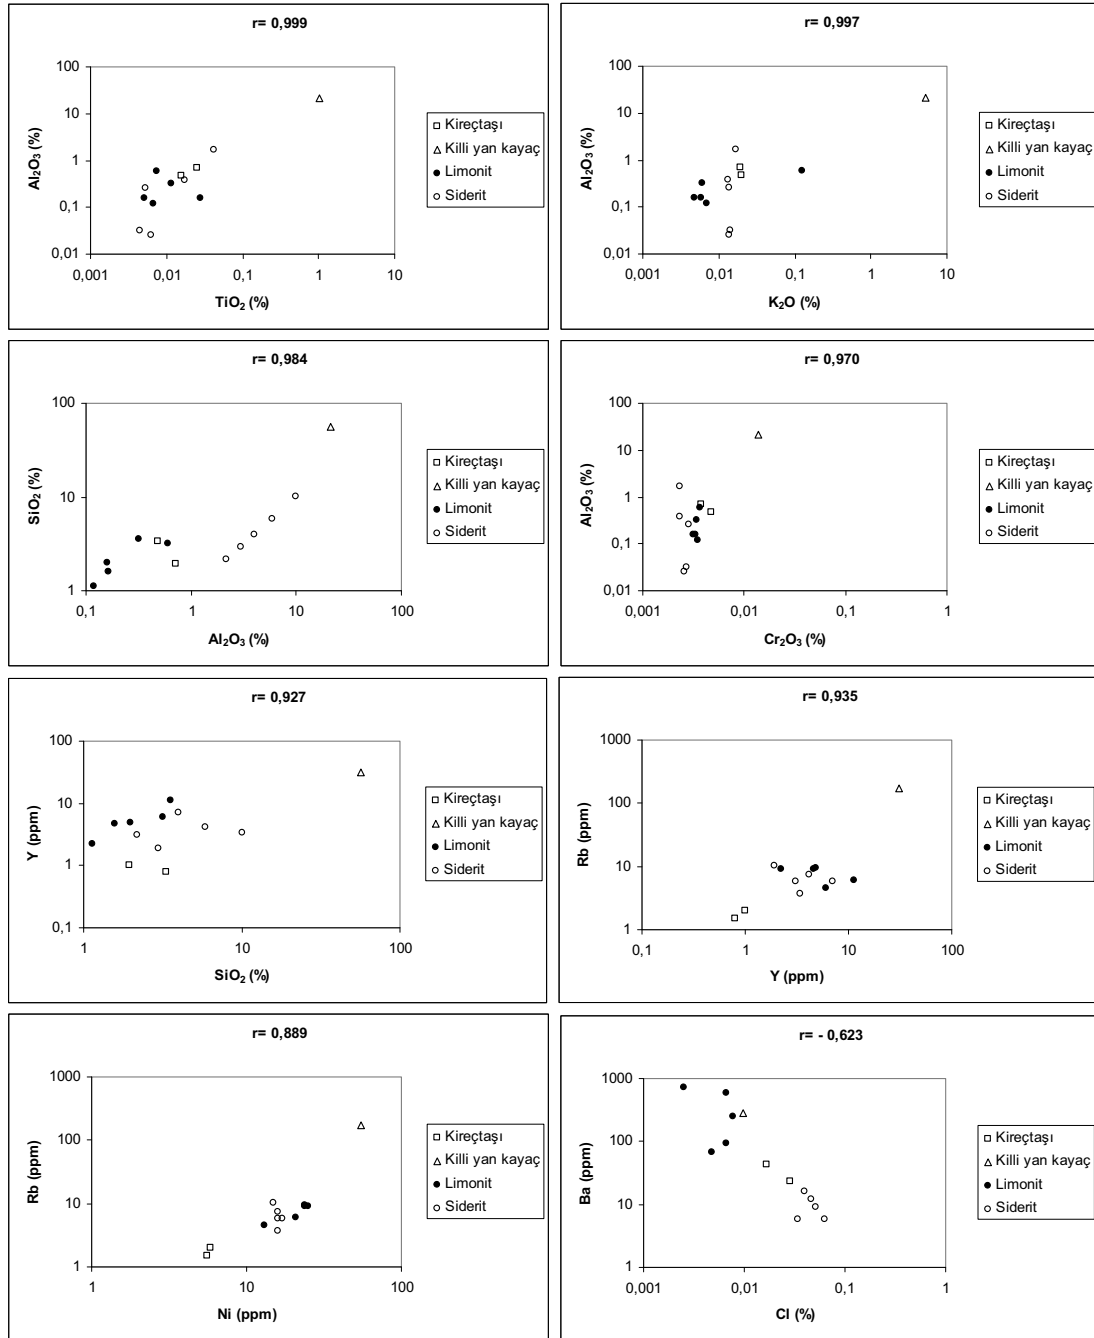 r= 0,999
100
10
1
0,1
0,01
0,001
0,01
0,1
1
10
Al₂O₃ (%)
TiO₂ (%)
Kireçtaşı
Killi yan kayaç
Limonit
Siderit
r= 0,997
100
10
1
0,1
0,01
0,001
0,01
0,1
1
10
Al₂O₃ (%)
K₂O (%)
Kireçtaşı
Killi yan kayaç
Limonit
Siderit
r= 0,984
100
10
1
0,1
1
10
100
SiO₂ (%)
Al₂O₃ (%)
Kireçtaşı
Killi yan kayaç
Limonit
Siderit
r= 0,970
100
10
1
0,1
0,01
0,001
0,01
0,1
1
Al₂O₃ (%)
Cr₂O₃ (%)
Kireçtaşı
Killi yan kayaç
Limonit
Siderit
r= 0,927
100
10
1
0,1
1
10
100
Y (ppm)
SiO₂ (%)
Kireçtaşı
Killi yan kayaç
Limonit
Siderit
r= 0,935
1000
100
10
1
0,1
1
10
100
Rb (ppm)
Y (ppm)
Kireçtaşı
Killi yan kayaç
Limonit
Siderit
r= 0,889
1000
100
10
1
1
10
100
Rb (ppm)
Ni (ppm)
Kireçtaşı
Killi yan kayaç
Limonit
Siderit
r= - 0,623
1000
100
10
1
0,001
0,01
0,1
1
Ba (ppm)
Cl (%)
Kireçtaşı
Killi yan kayaç
Limonit
Siderit